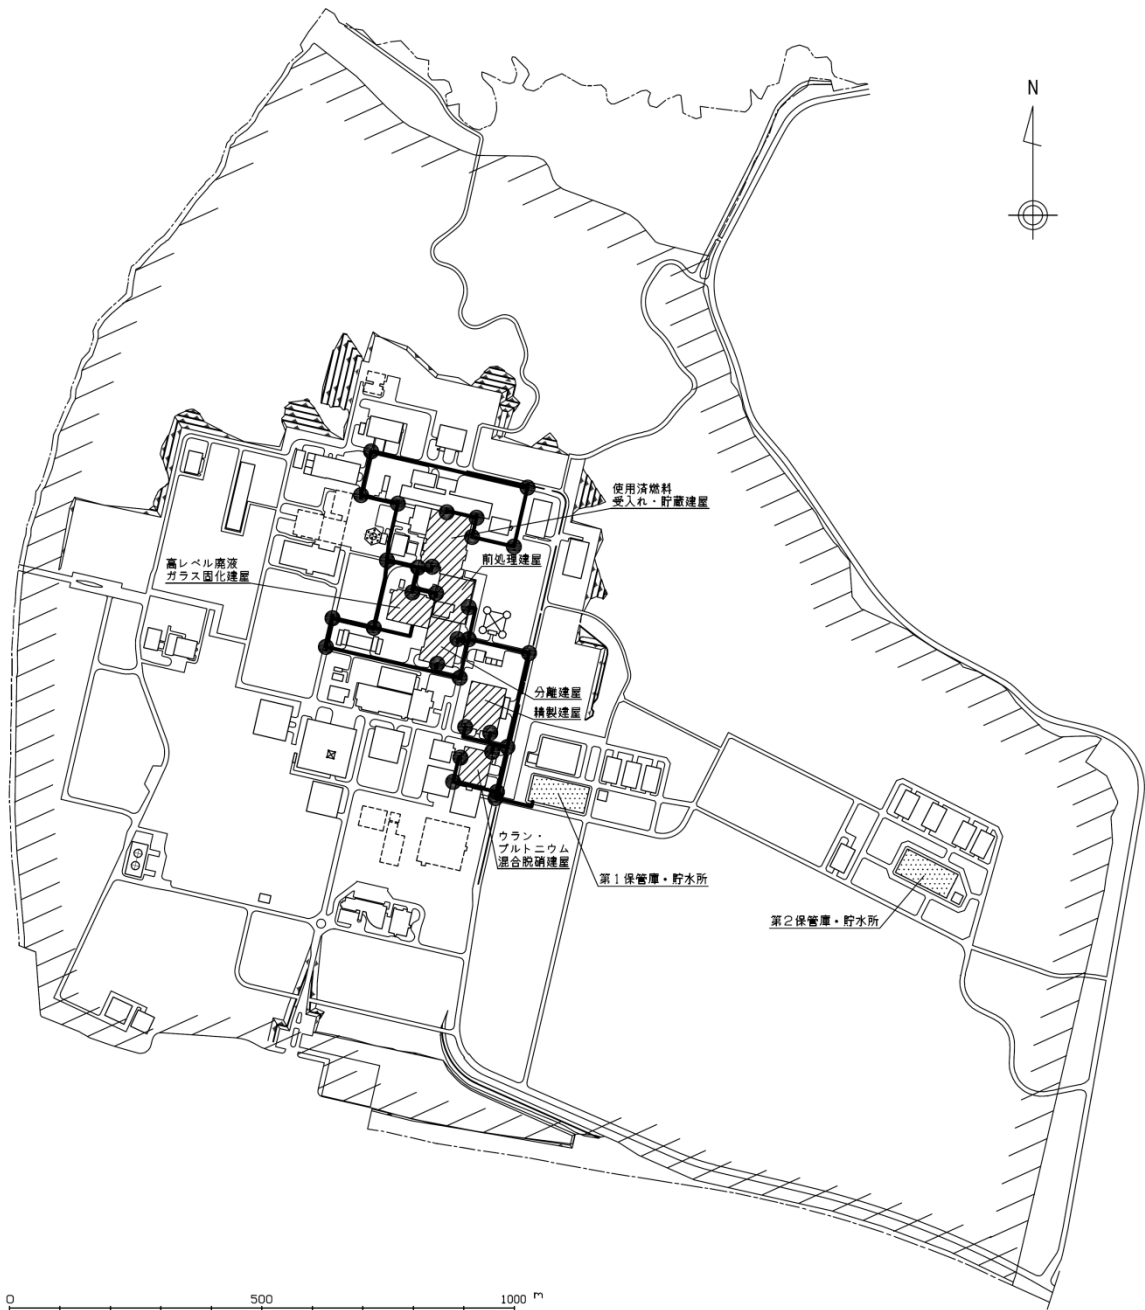 N
使用済燃料
受入れ・貯蔵建屋
前処理建屋
高レベル廃液
ガラス固化建屋
分離建屋
精製建屋
ウラン・
プルトニウム
混合脱硝建屋
第1保管庫・貯水所
第2保管庫・貯水所
0 500 1000 m